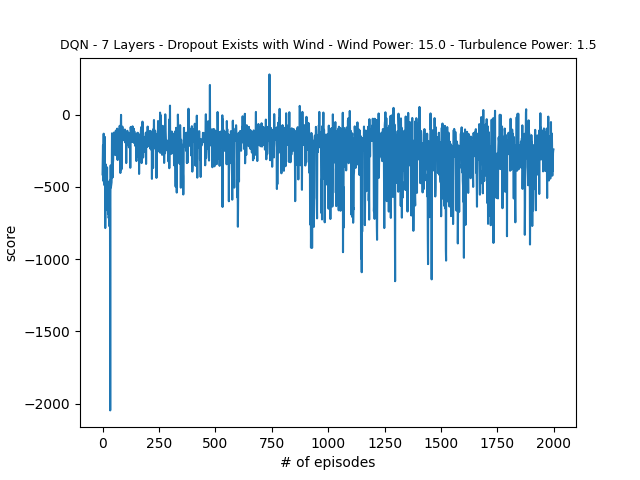 DQN - 7 Layers - Dropout Exists with Wind - Wind Power: 15.0 - Turbulence Power: 1.5
0
−500
−1000
−1500
−2000
score
0 250 500 750 1000 1250 1500 1750 2000
# of episodes